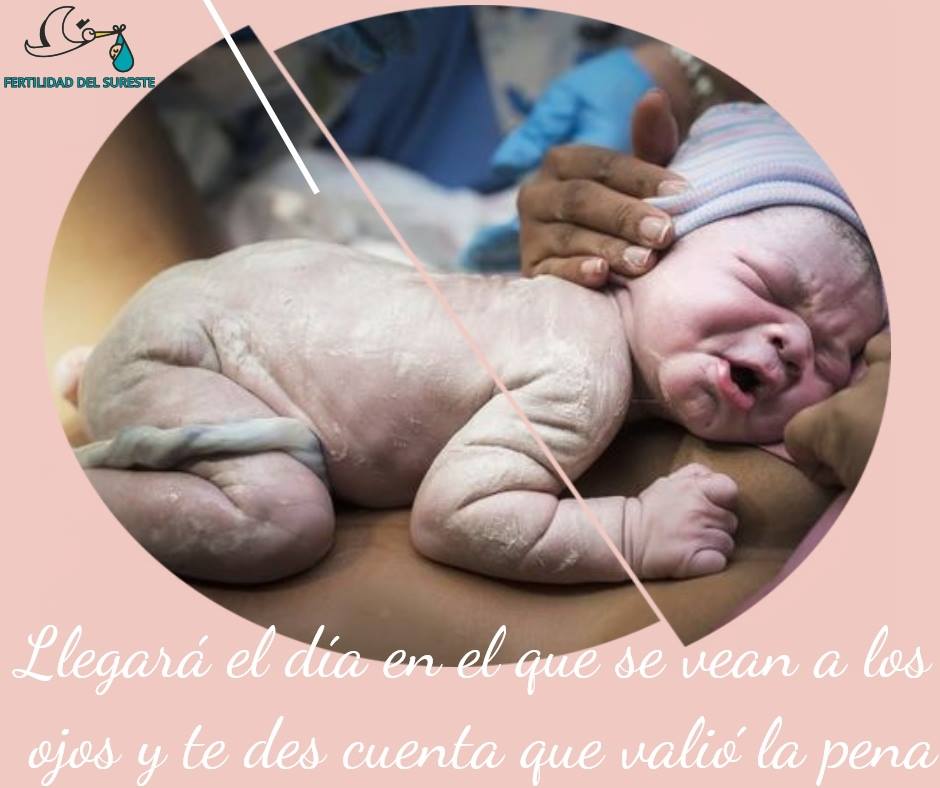 FERTILIDAD DEL SURESTE
Llegará el día en el que se vean a los
ojos y te des cuenta que valió la pena